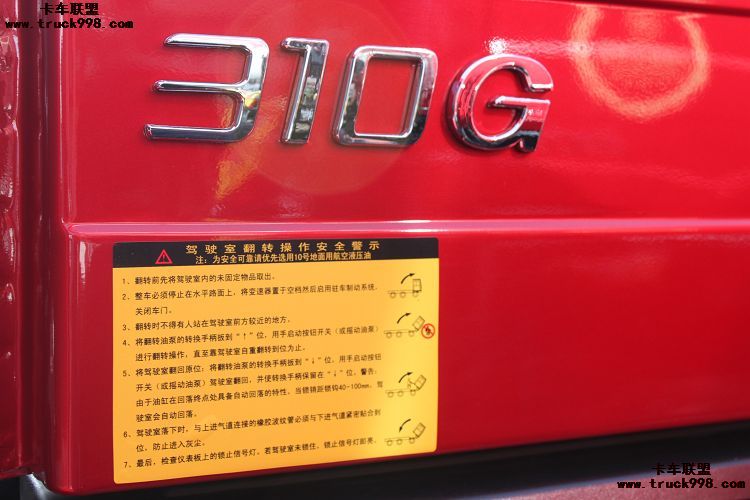 卡车联盟
www.truck998.com
卡车联盟
www.truck998.com
310G
驾驶室翻转操作安全警示
注：为安全可靠请优先选用10号地面用航空液压油
1、翻转前先将驾驶室内的未固定物品取出。
2、整车必须停止在水平路面上，将变速器置于空档然后启用驻车制动系统，
关闭车门。
3、翻转时不得有人站在驾驶室前方较近的地方。
4、将翻转油泵的转换手柄扳到“↑”位，用手启动按钮开关（或摇动油泵）
进行翻转操作，直至靠驾驶室自重翻转到位为止。
5、将驾驶室翻回原位：将翻转油泵的转换手柄扳到“↓”位，用手启动按钮
开关（或摇动油泵）驾驶室翻回，并使转换手柄保留在“↓”位，警告：
由于油缸在回落终点处具备自动回落的特性，当锁销距锁钩40-100mm，驾
驶室会自动回落。
6、驾驶室落下时，与上进气道连接的橡胶波纹管必须与下进气道紧密贴合到
位，防止进入灰尘。
7、最后，检查仪表板上的锁止信号灯，若驾驶室未锁住，锁止信号灯即亮。
卡车联盟
www.truck998.com